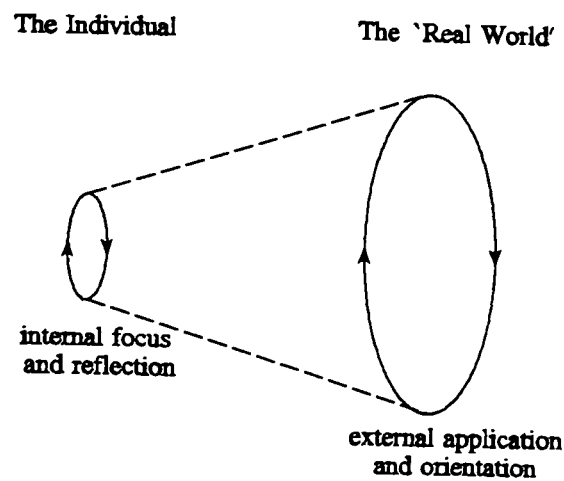 The Individual
The `Real World'
internal focus
and reflection
external application
and orientation